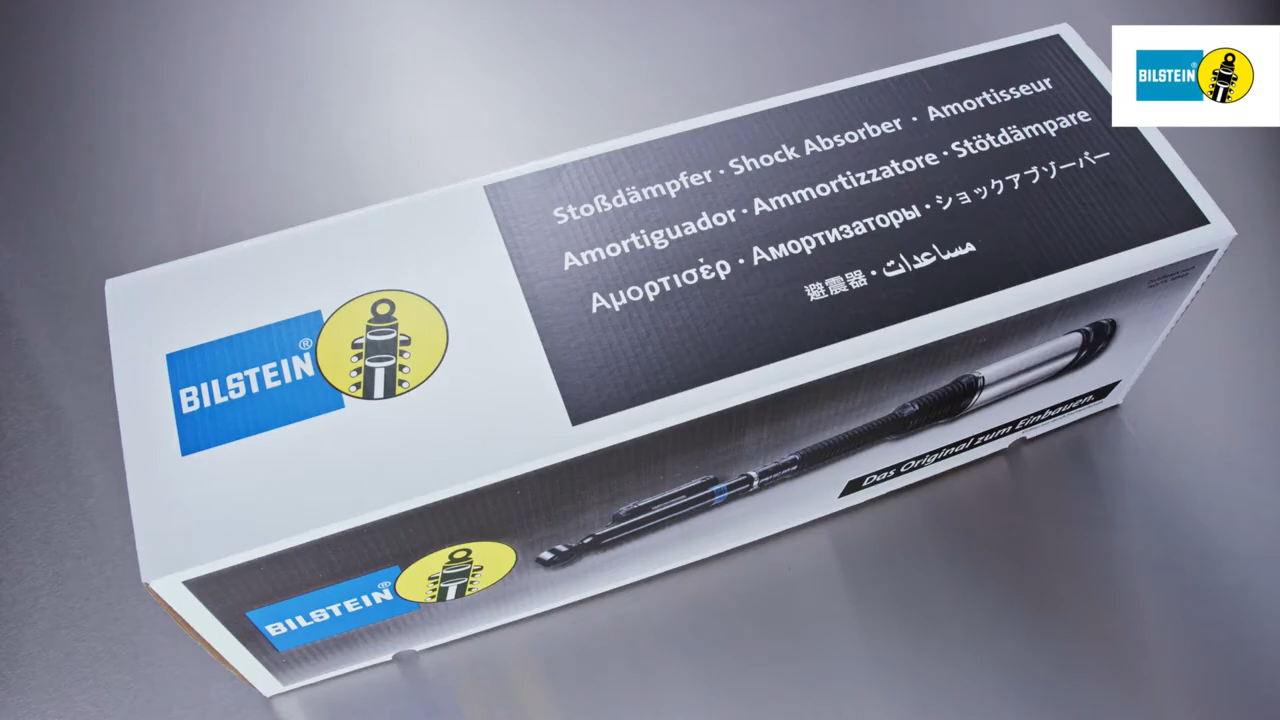 BILSTEIN®
Stoßdämpfer · Shock Absorber · Amortisseur
Amortiguador · Ammortizzatore · Stötdämpare
Αμορτισέρ · Амортизаторы · ショックアブゾーバー
避震器 · مساعدات
BILSTEIN®
Das Original zum Einbauen.
BILSTEIN®